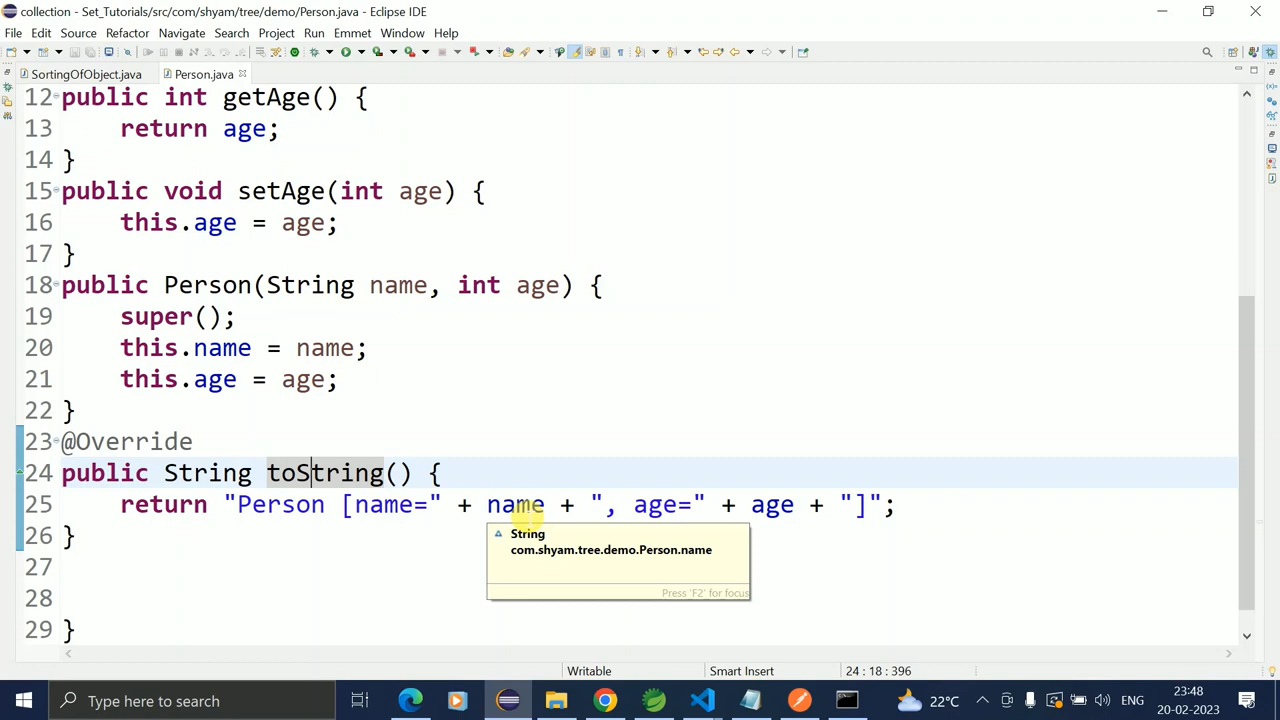 collection - Set_Tutorials/src/com/shyam/tree/demo/Person.java - Eclipse IDE
File Edit Source Refactor Navigate Search Project Run Emmet Window Help
SortingOfObject.java Person.java
12 public int getAge() {
13 return age;
14 }
15 public void setAge(int age) {
16 this.age = age;
17 }
18 public Person(String name, int age) {
19 super();
20 this.name = name;
21 this.age = age;
22 }
23 @Override
24 public String toString() {
25 return "Person [name=" + name + ", age=" + age + "]";
26 }
String
com.shyam.tree.demo.Person.name
Press 'F2' for focus
27
28
29 }
Writable Smart Insert 24 : 18 : 396
Type here to search 22°C ENG 23:48
20-02-2023